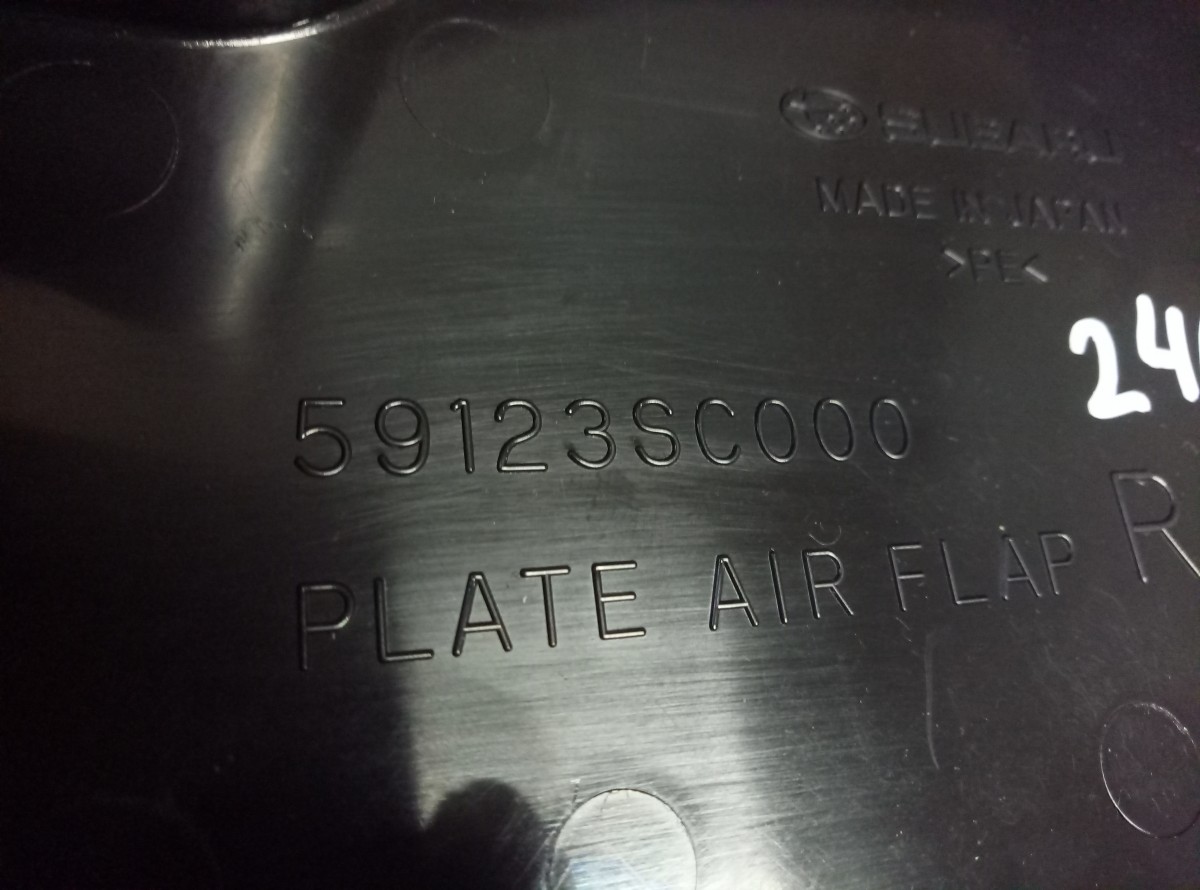 SUBARU
MADE IN JAPAN
>PE<
24
59123SC000
PLATE AIR FLAP R